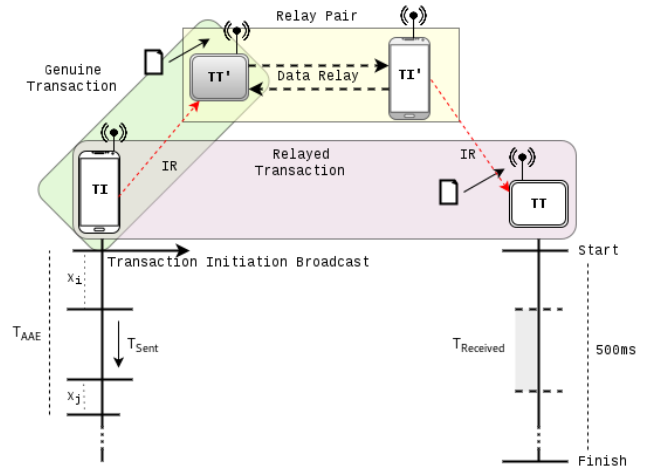 Relay Pair
Genuine
Transaction
TT'
TI'
Data Relay
IR
IR
Relayed
Transaction
TI
TT
Transaction Initiation Broadcast
Start
Xi
TAAE
TSent
TReceived
500ms
Xj
Finish